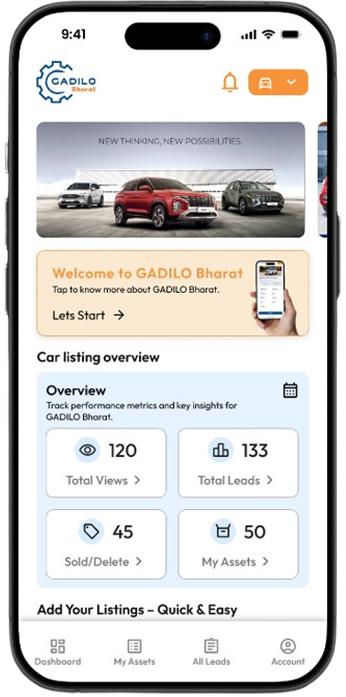 9:41
GADILO
Bharat
NEW THINKING, NEW POSSIBILITIES.
Welcome to GADILO Bharat
Tap to know more about GADILO Bharat.
Lets Start →
Car listing overview
Overview
Track performance metrics and key insights for
GADILO Bharat.
120
Total Views >
133
Total Leads >
45
Sold/Delete >
50
My Assets >
Add Your Listings – Quick & Easy
Dashboard
My Assets
All Leads
Account